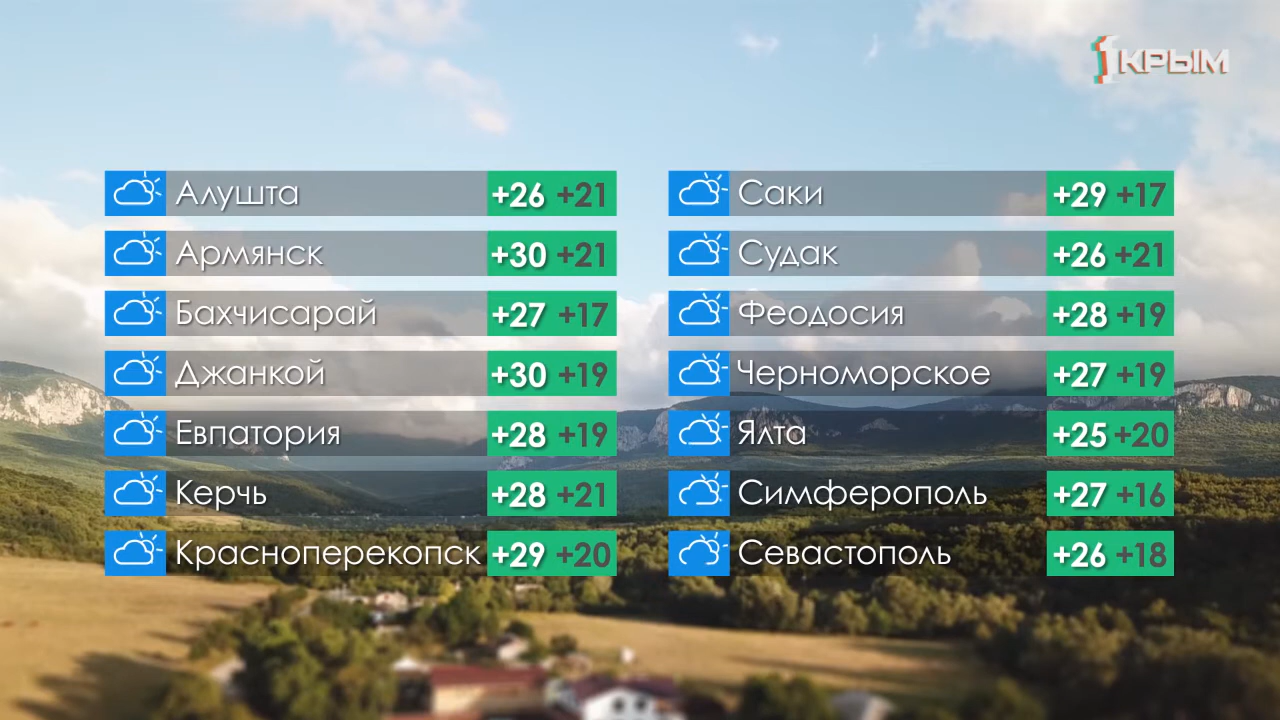 1 КРЫМ
Алушта +26 +21
Армянск +30 +21
Бахчисарай +27 +17
Джанкой +30 +19
Евпатория +28 +19
Керчь +28 +21
Красноперекопск +29 +20
Саки +29 +17
Судак +26 +21
Феодосия +28 +19
Черноморское +27 +19
Ялта +25 +20
Симферополь +27 +16
Севастополь +26 +18